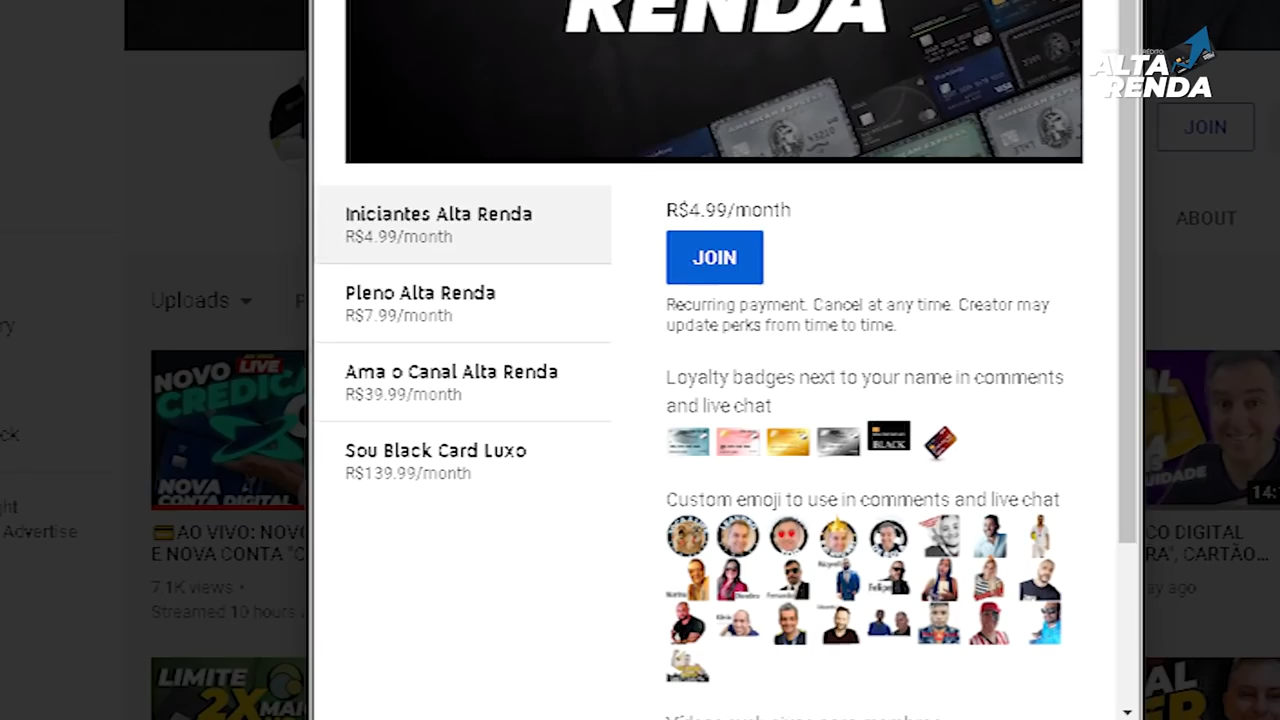 RENDA
ALTA
RENDA
JOIN
ABOUT
Iniciantes Alta Renda
R$4.99/month
Pleno Alta Renda
R$7.99/month
Ama o Canal Alta Renda
R$39.99/month
Sou Black Card Luxo
R$139.99/month
R$4.99/month
JOIN
Recurring payment. Cancel at any time. Creator may
update perks from time to time.
Loyalty badges next to your name in comments
and live chat
BLACK
Custom emoji to use in comments and live chat
Uploads
NOVO LIVE
NOVA CONTA DIGITAL
AO VIVO: NOVO
E NOVA CONTA "C
7.1K views •
Streamed 19 hours
Advertise
LIMITE
2X
CO DIGITAL
RA", CARTÃO...